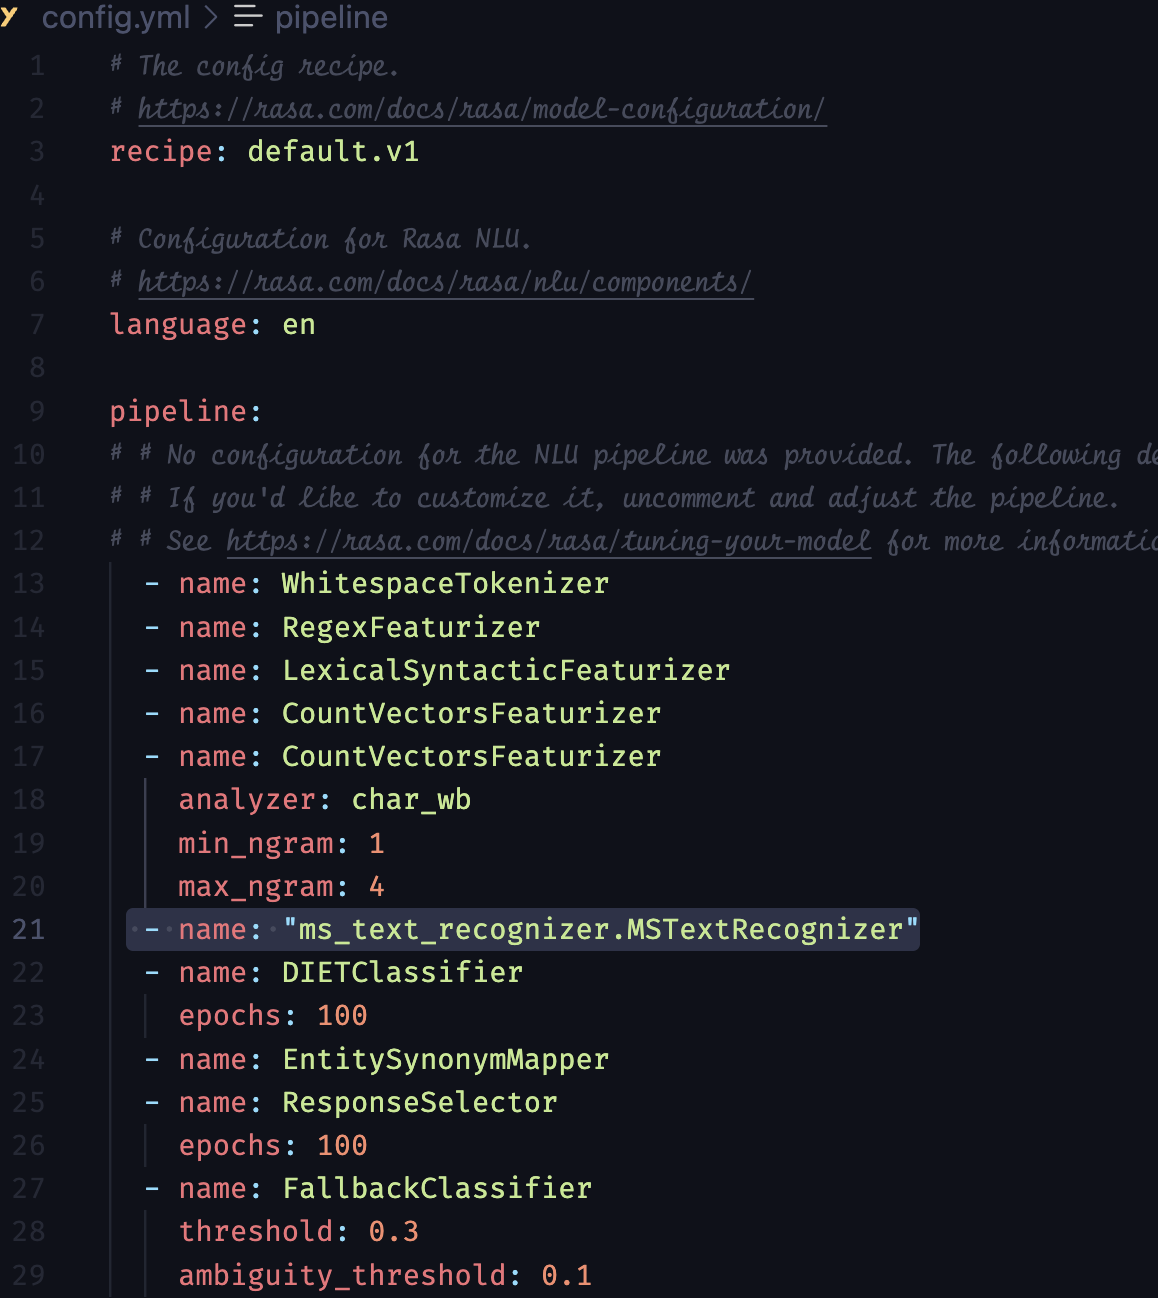 config.yml > pipeline
1 # The config recipe.
2 # https://rasa.com/docs/rasa/model-configuration/
3 recipe: default.v1
4
5 # Configuration for Rasa NLU.
6 # https://rasa.com/docs/rasa/nlu/components/
7 language: en
8
9 pipeline:
10 # # No configuration for the NLU pipeline was provided. The following de
11 # # If you'd like to customize it, uncomment and adjust the pipeline.
12 # # See https://rasa.com/docs/rasa/tuning-your-model for more informatio
13 - name: WhitespaceTokenizer
14 - name: RegexFeaturizer
15 - name: LexicalSyntacticFeaturizer
16 - name: CountVectorsFeaturizer
17 - name: CountVectorsFeaturizer
18 analyzer: char_wb
19 min_ngram: 1
20 max_ngram: 4
21 - name: "ms_text_recognizer.MSTextRecognizer"
22 - name: DIETClassifier
23 epochs: 100
24 - name: EntitySynonymMapper
25 - name: ResponseSelector
26 epochs: 100
27 - name: FallbackClassifier
28 threshold: 0.3
29 ambiguity_threshold: 0.1